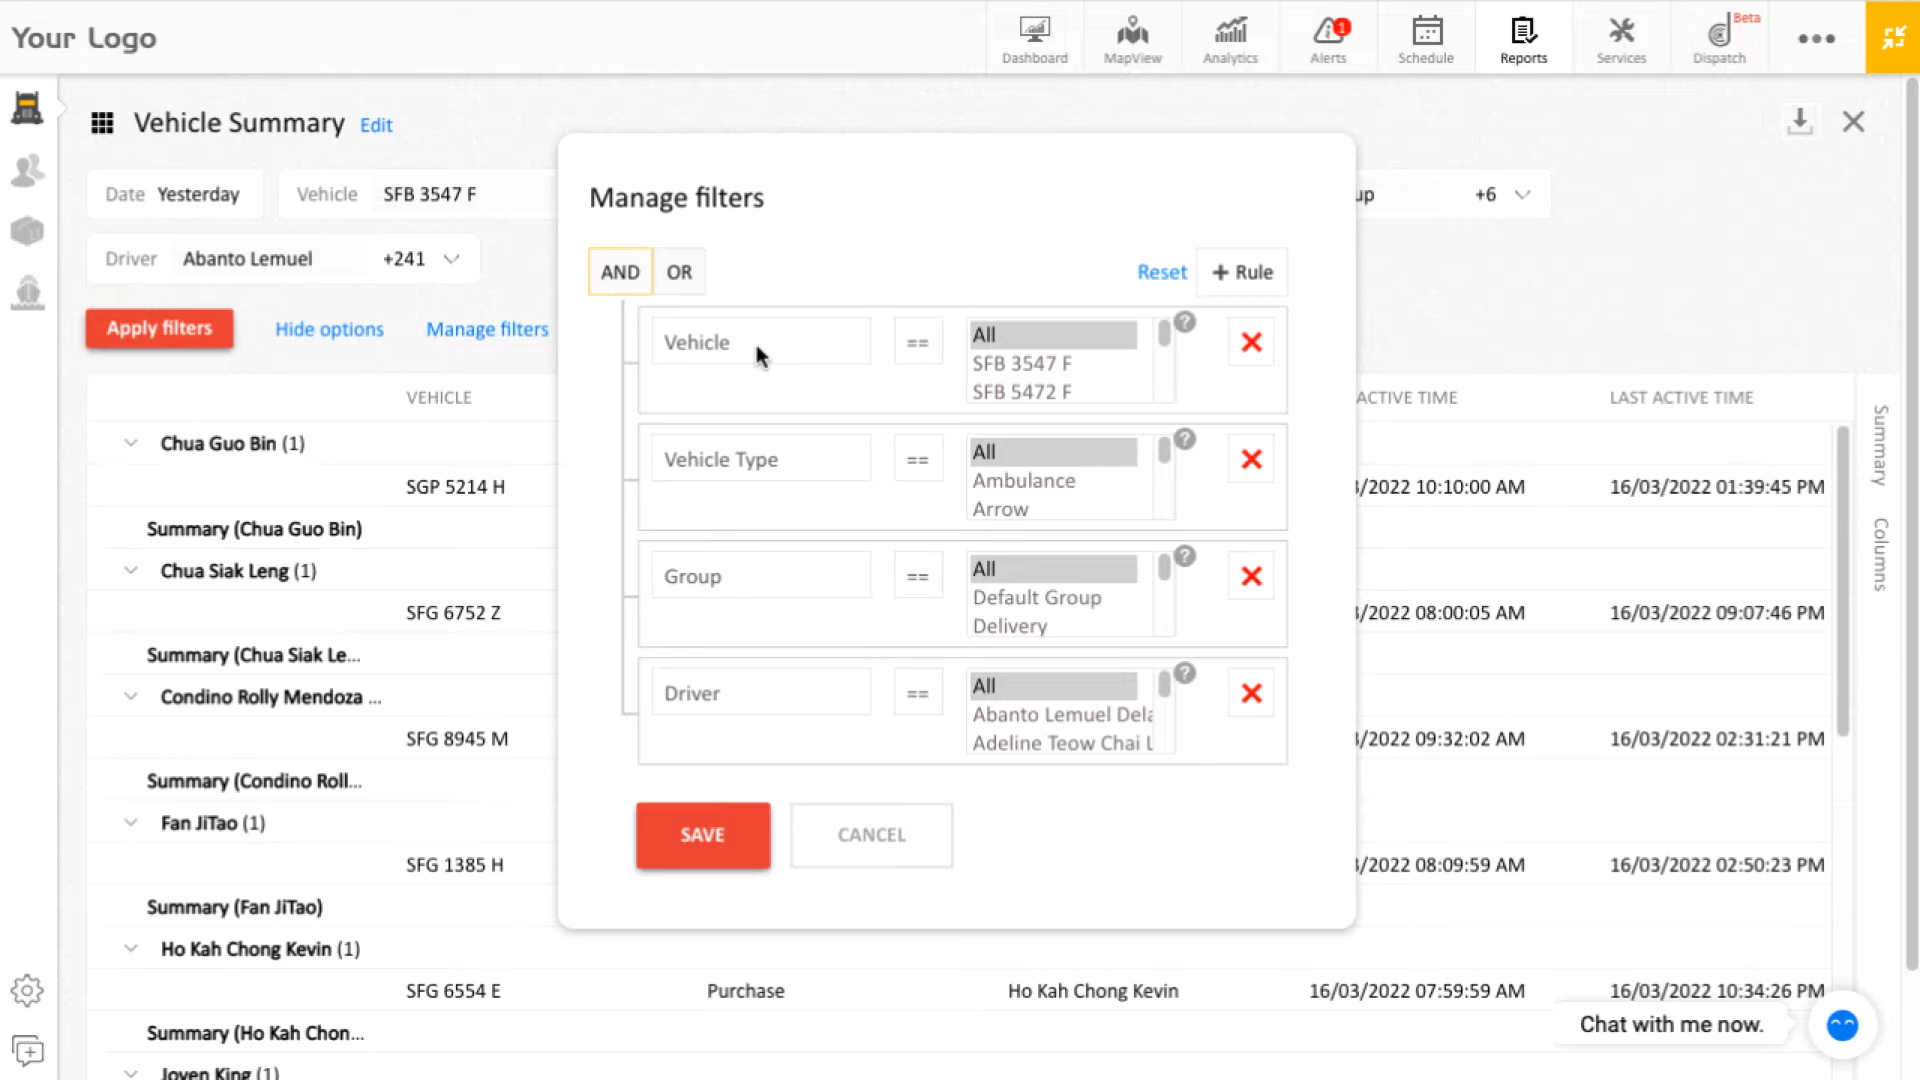 Your Logo
Dashboard
MapView
Analytics
1
Alerts
Schedule
Reports
Services
Beta
Dispatch
Vehicle Summary Edit
Date Yesterday
Vehicle SFB 3547 F
up +6
Driver Abanto Lemuel +241
Apply filters
Hide options
Manage filters
Manage filters
AND OR
Reset
+ Rule
Vehicle
==
All
SFB 3547 F
SFB 5472 F
?
Vehicle Type
==
All
Ambulance
Arrow
?
Group
==
All
Default Group
Delivery
?
Driver
==
All
Abanto Lemuel Dela
Adeline Teow Chai L
?
SAVE
CANCEL
VEHICLE
ACTIVE TIME
LAST ACTIVE TIME
Chua Guo Bin (1)
SGP 5214 H
3/2022 10:10:00 AM
16/03/2022 01:39:45 PM
Summary (Chua Guo Bin)
Chua Siak Leng (1)
SFG 6752 Z
3/2022 08:00:05 AM
16/03/2022 09:07:46 PM
Summary (Chua Siak Le...
Condino Rolly Mendoza ...
SFG 8945 M
3/2022 09:32:02 AM
16/03/2022 02:31:21 PM
Summary (Condino Roll...
Fan JiTao (1)
SFG 1385 H
3/2022 08:09:59 AM
16/03/2022 02:50:23 PM
Summary (Fan JiTao)
Ho Kah Chong Kevin (1)
SFG 6554 E
Purchase
Ho Kah Chong Kevin
16/03/2022 07:59:59 AM
16/03/2022 10:34:26 PM
Summary (Ho Kah Chon...
Joven King (1)
Summary
Columns
Chat with me now.